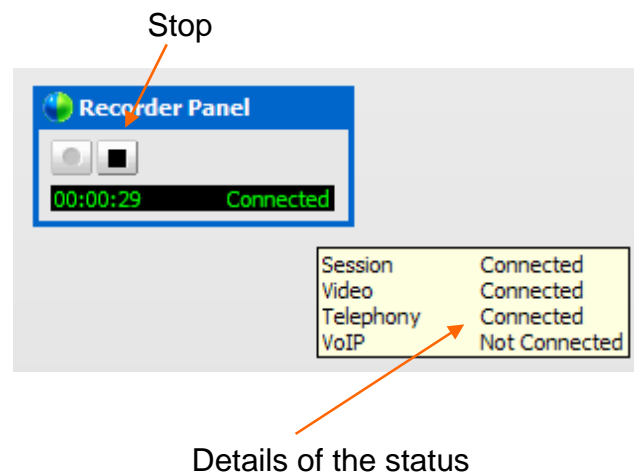 Stop
Recorder Panel
00:00:29 Connected
Session Connected
Video Connected
Telephony Connected
VoIP Not Connected
Details of the status